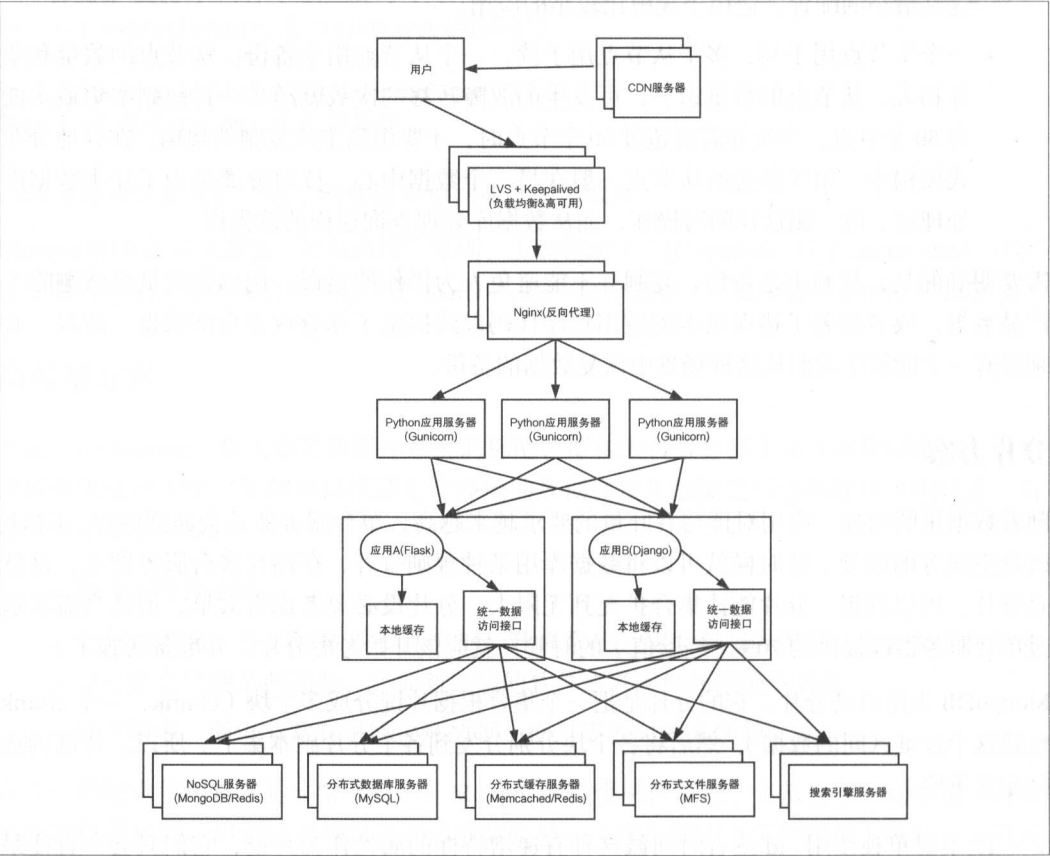 用户
CDN服务器
LVS + Keepalived
(负载均衡&高可用)
Nginx(反向代理)
Python应用服务器
(Gunicorn)
Python应用服务器
(Gunicorn)
Python应用服务器
(Gunicorn)
应用A(Flask)
应用B(Django)
本地缓存
统一数据
访问接口
本地缓存
统一数据
访问接口
NoSQL服务器
(MongoDB/Redis)
分布式数据库服务器
(MySQL)
分布式缓存服务器
(Memcached/Redis)
分布式文件服务器
(MFS)
搜索引擎服务器